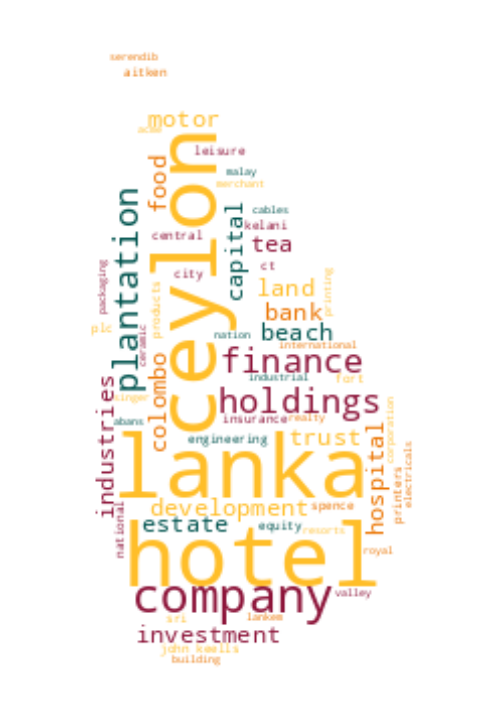 serendib
aitken
motor
acme
ceylon
leisure
food
malay
merchant
plantation
capital
cables
kelani
central
tea
packaging
city
ct
land
printing
products
bank
plc
beach
ceramic
nation
international
colombo
finance
industries
industrial
fort
singer
holdings
corporation
abans
insurance
realty
engineering
trust
hospital
lanka
electricals
printers
development
spence
national
estate
equity
resorts
hotel
royal
company
valley
sri
lankem
investment
john keells
building